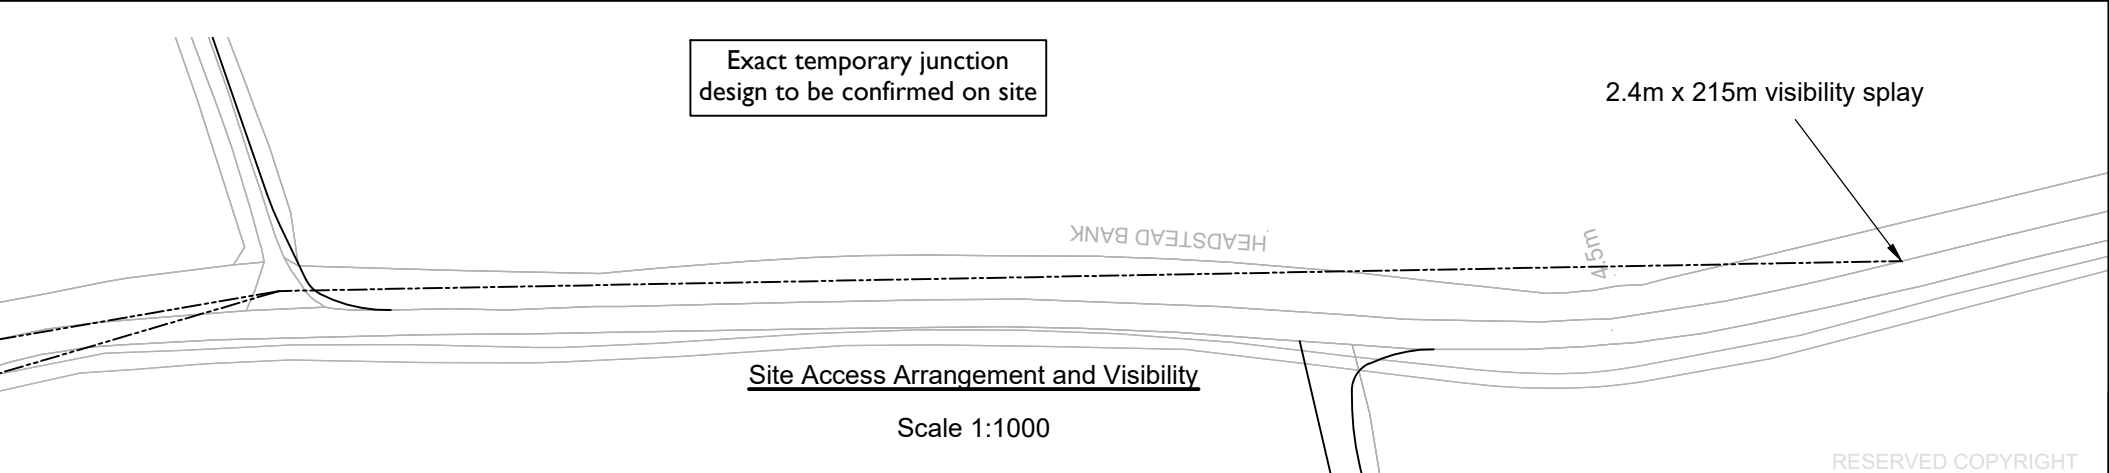 Exact temporary junction
design to be confirmed on site
2.4m x 215m visibility splay
HEADSTEAD BANK
4.5m
Site Access Arrangement and Visibility
Scale 1:1000
RESERVED COPYRIGHT